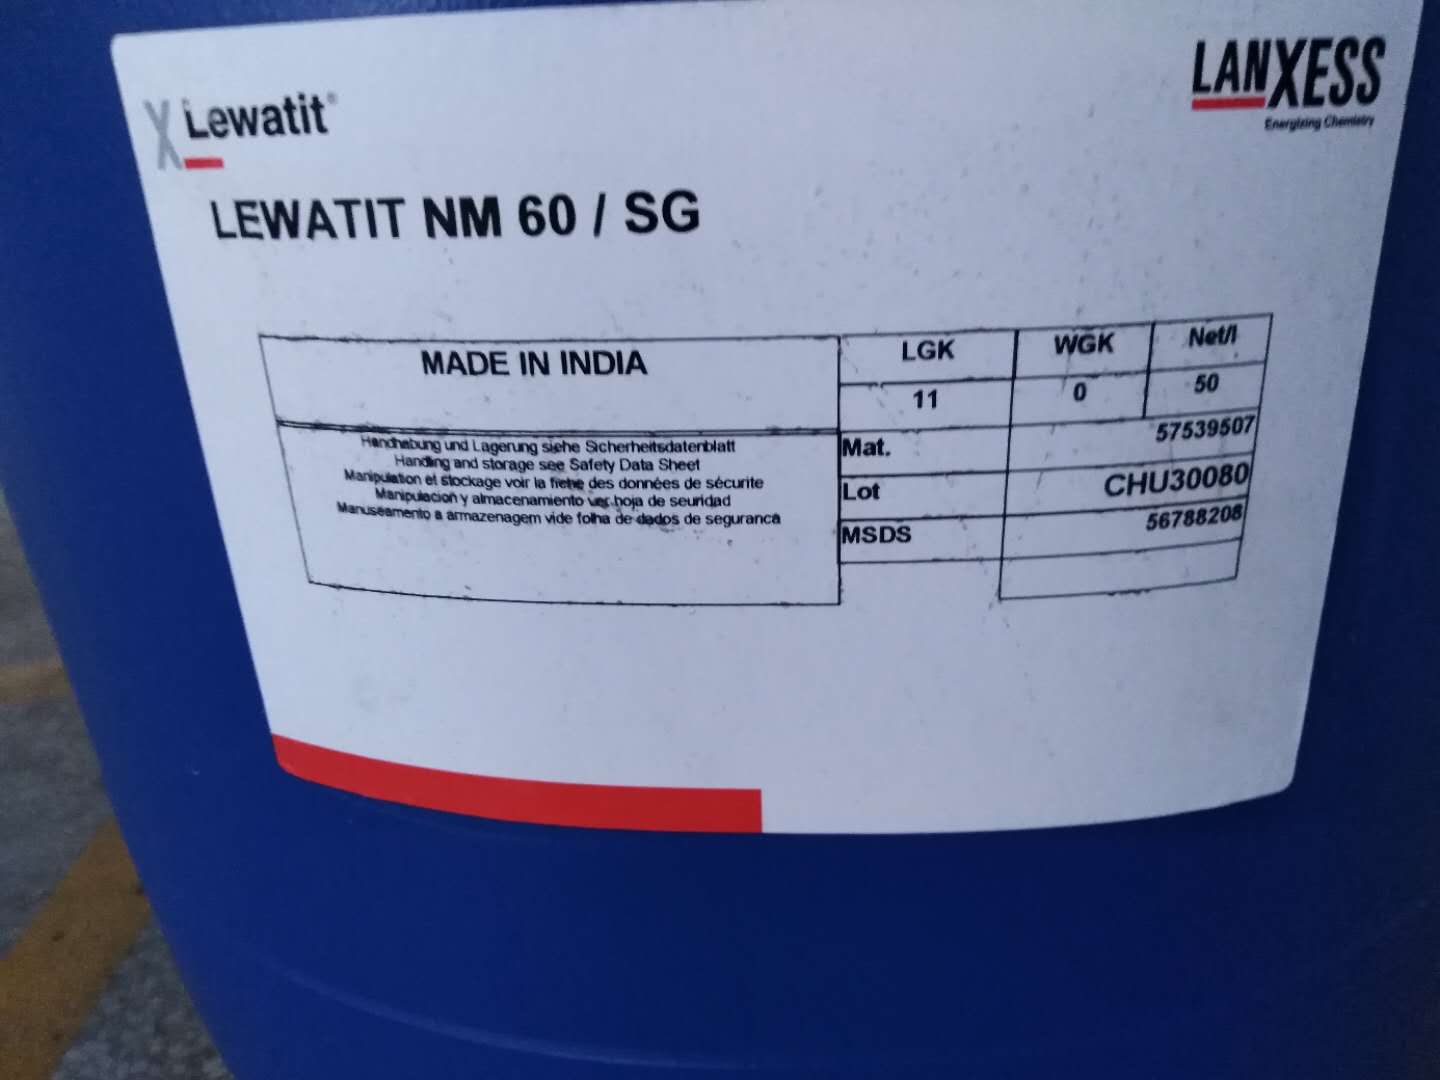 Lewatit®
LANXESS
Energizing Chemistry
LEWATIT NM 60 / SG
MADE IN INDIA
LGK
WGK
Net/l
11
0
50
Handhabung und Lagerung siehe Sicherheitsdatenblatt
Handling and storage see Safety Data Sheet
Manipulation et stockage voir la fiche des données de sécurite
Manipulacion y almacenamiento ver hoja de seuridad
Manuseamento a armazenagem vide folha de dados de seguranca
Mat. 57539507
Lot CHU30080
MSDS 56788208